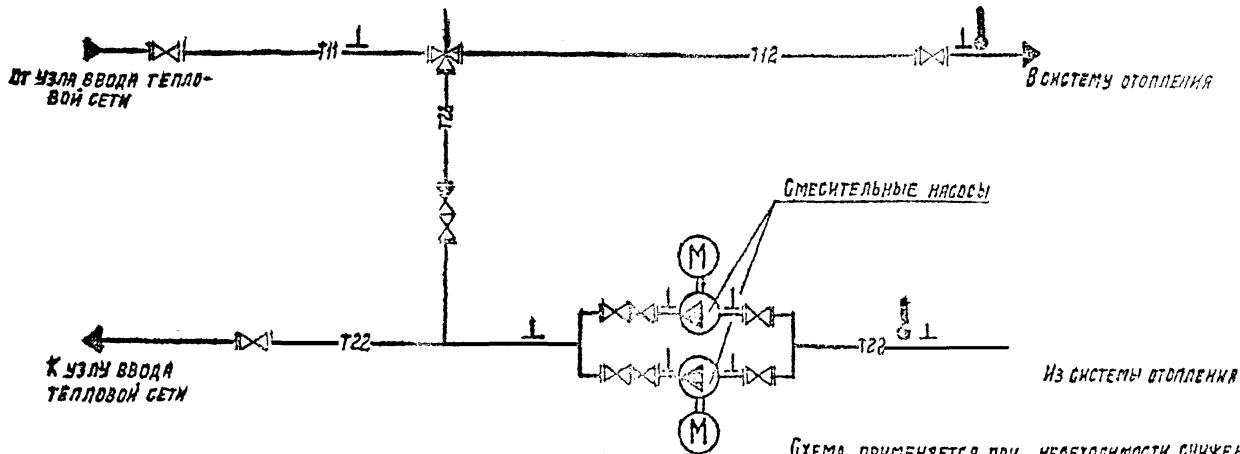 Т11
Т12
ОТ УЗЛА ВВОДА ТЕПЛО-
ВОЙ СЕТИ
В СИСТЕМУ ОТОПЛЕНИЯ
Т22
СМЕСИТЕЛЬНЫЕ НАСОСЫ
М
Т22
Т22
К УЗЛУ ВВОДА
ТЕПЛОВОЙ СЕТИ
ИЗ СИСТЕМЫ ОТОПЛЕНИЯ
М
СХЕМА ПРИМЕНЯЕТСЯ ПРИ НЕОБХОДИМОСТИ СНИЖЕ